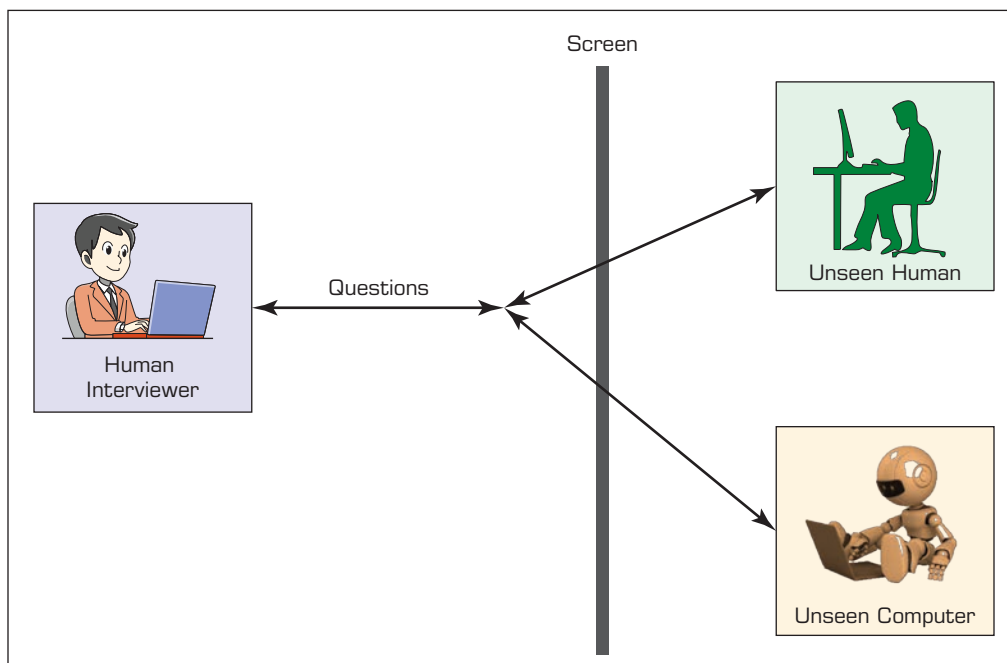 Screen
Unseen Human
Questions
Human
Interviewer
Unseen Computer